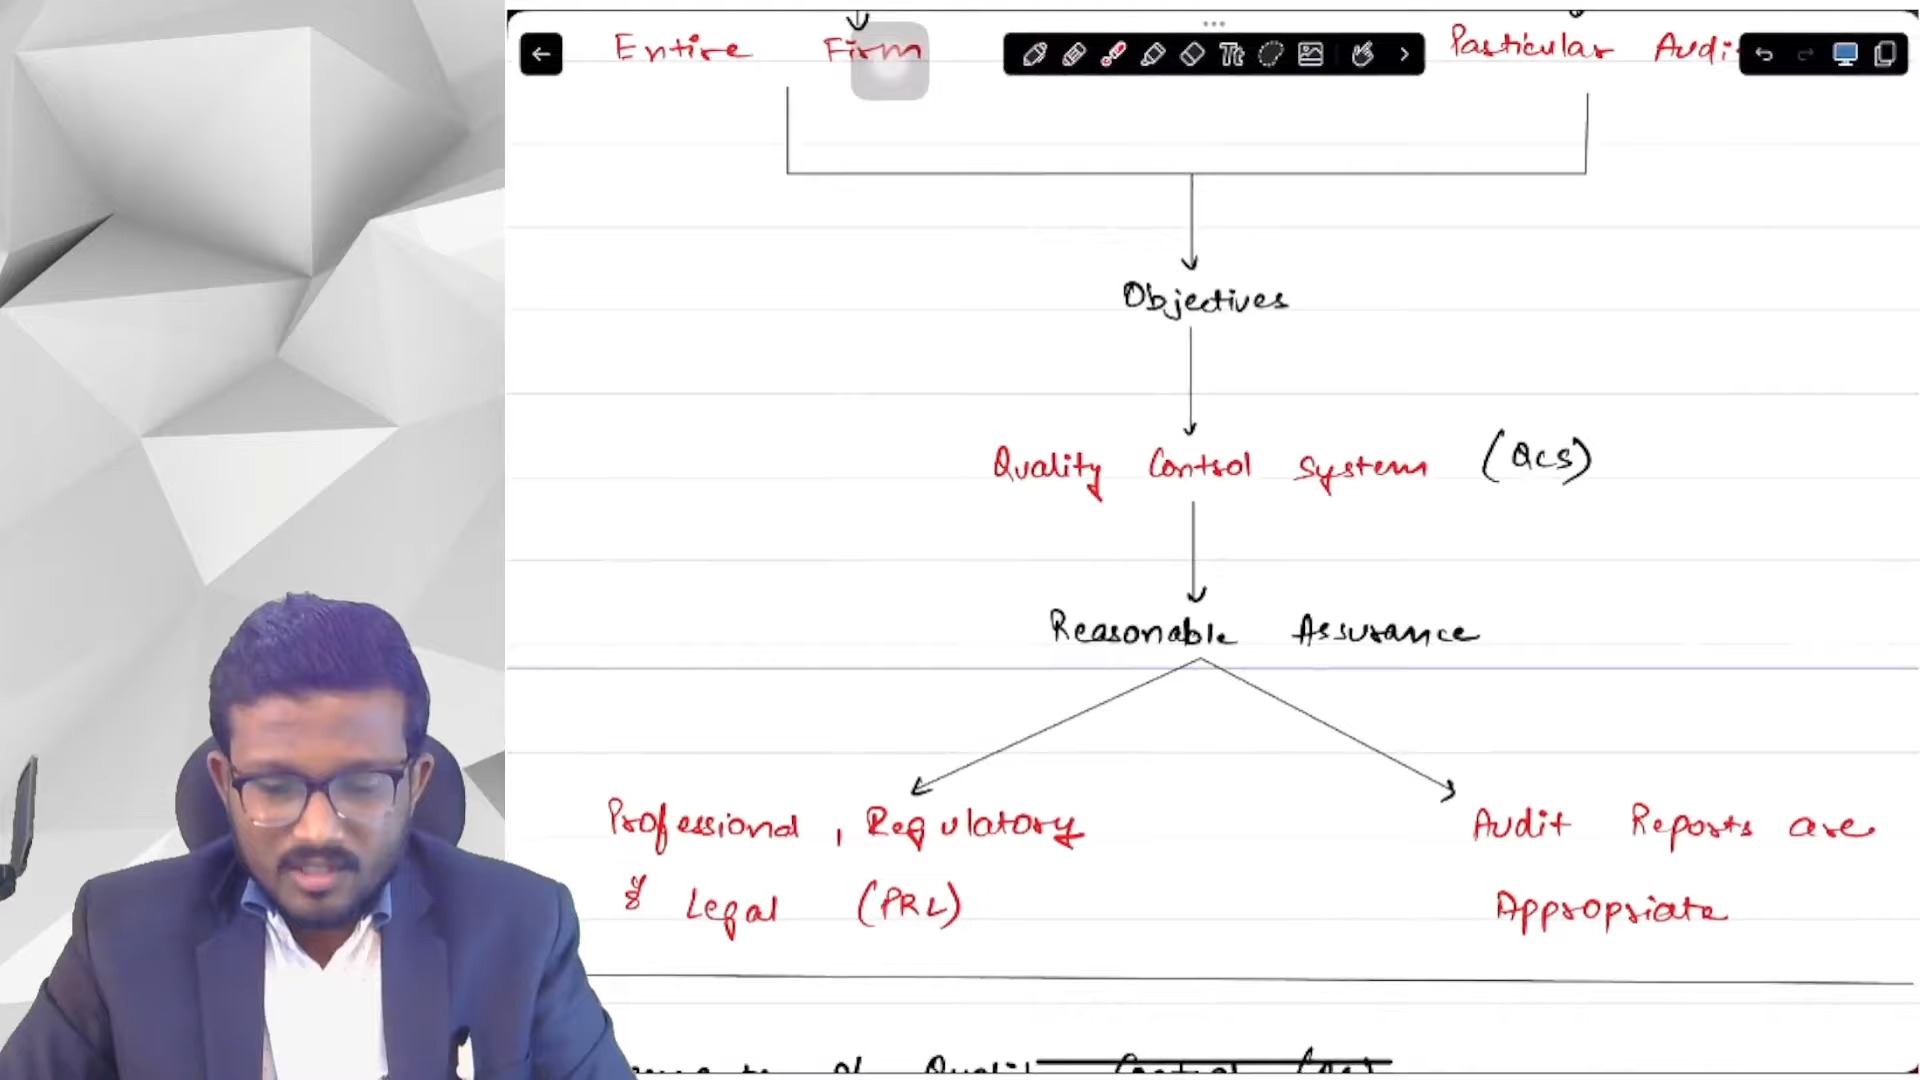 Entire Firm
Particular Audi
Objectives
Quality Control System (QCS)
Reasonable Assurance
Professional, Regulatory
& Legal (PRL)
Audit Reports are
Appropriate
of